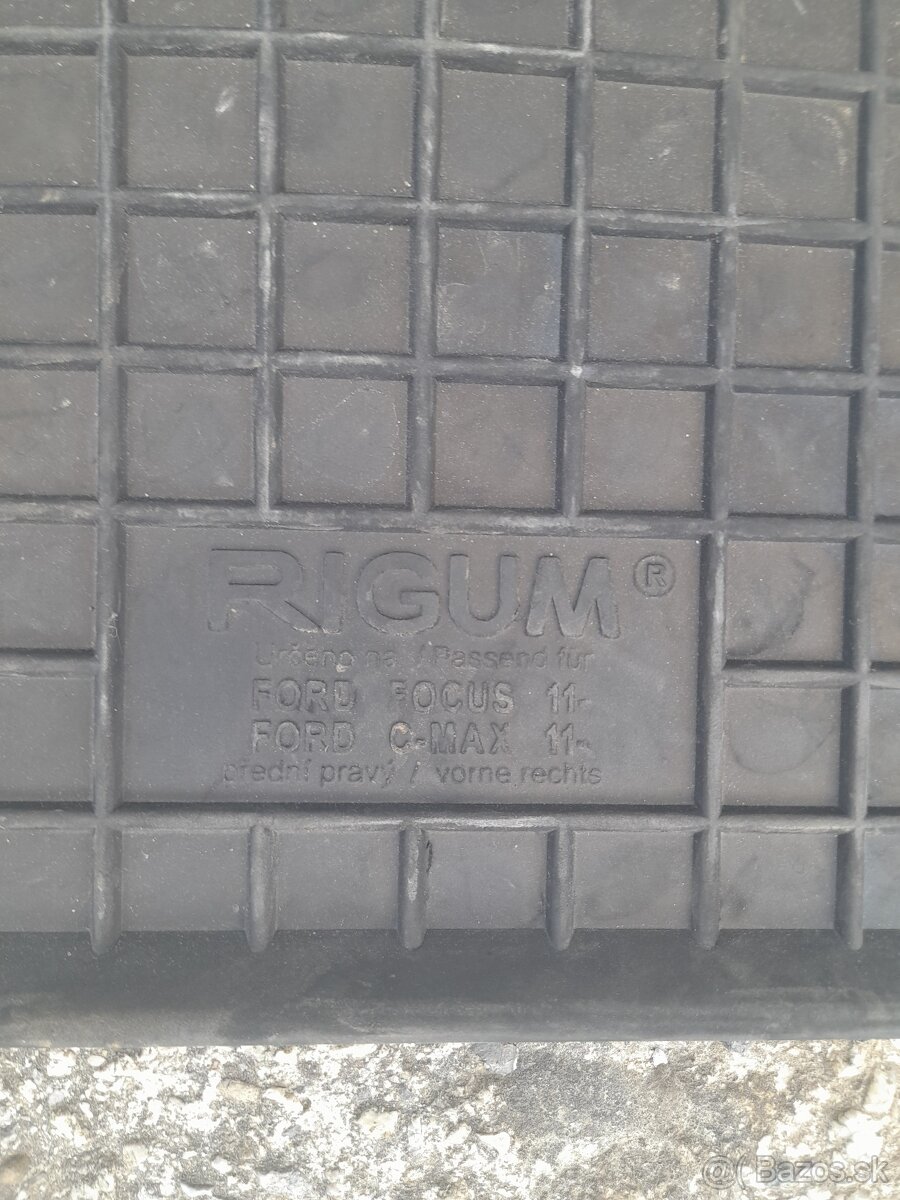 RIGUM®
Určeno na / Passend für
FORD FOCUS 11-
FORD C-MAX 11-
přední pravý / vorne rechts
@( Bazos.sk